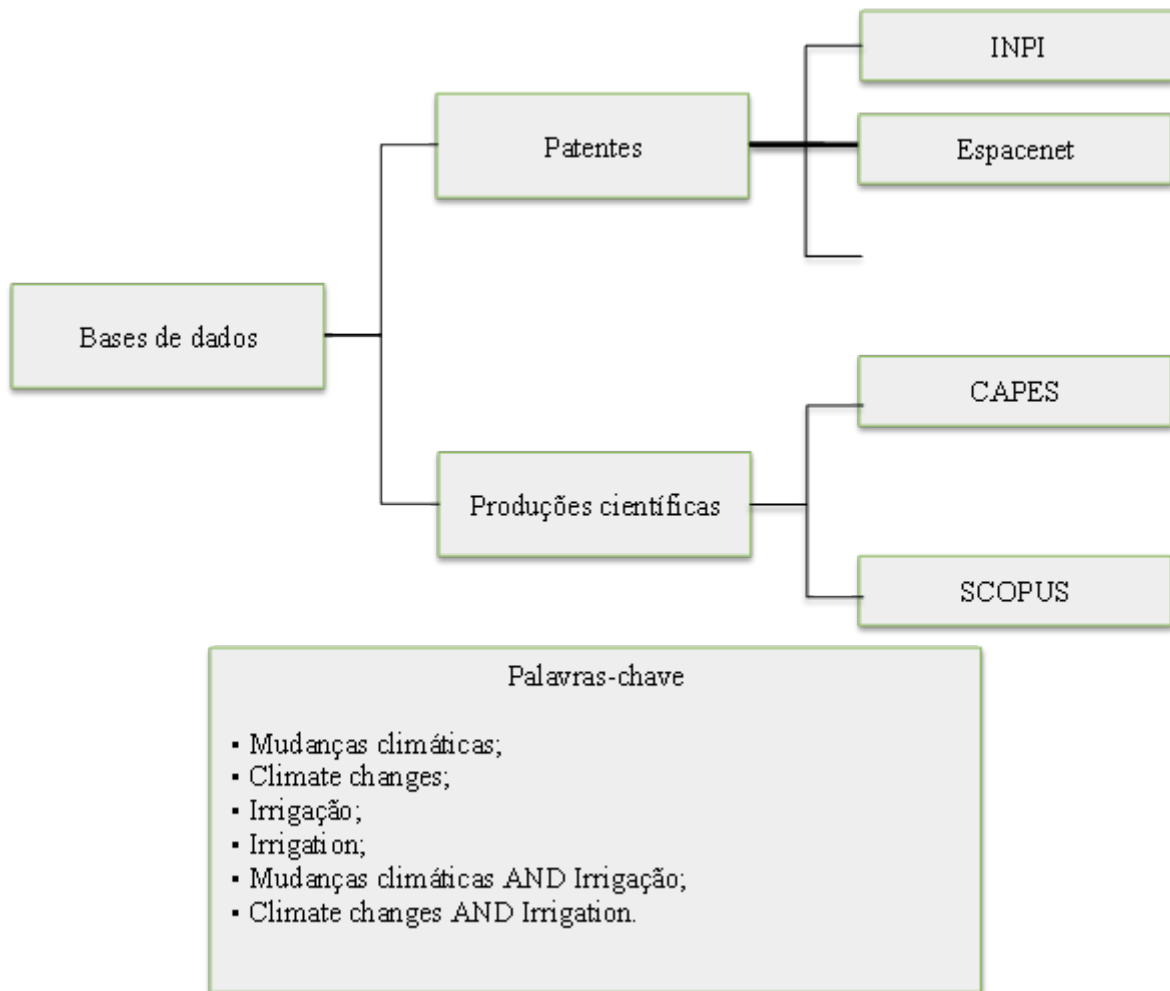 INPI
Patentes
Espacenet
Bases de dados
CAPES
Produções científicas
SCOPUS
Palavras-chave
▪ Mudanças climáticas;
▪ Climate changes;
▪ Irrigação;
▪ Irrigation;
▪ Mudanças climáticas AND Irrigação;
▪ Climate changes AND Irrigation.